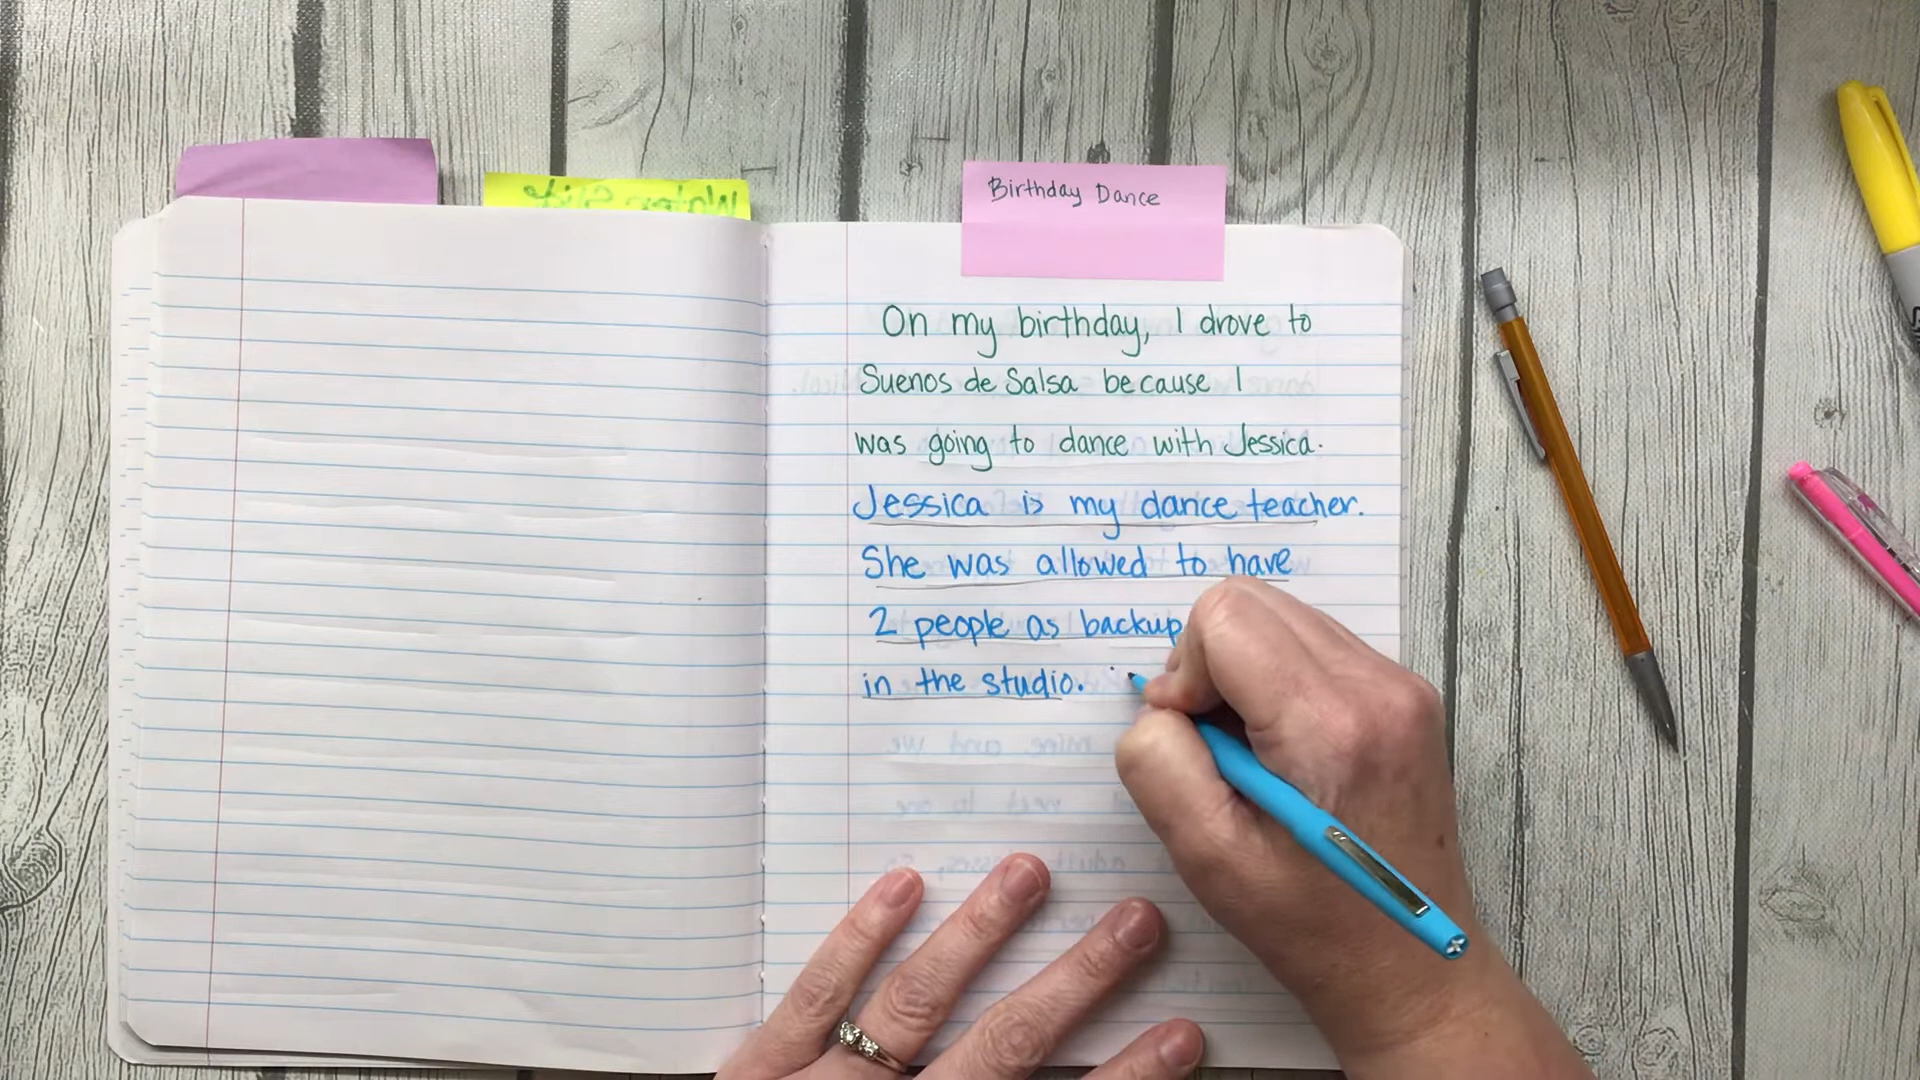 Birthday Dance
On my birthday, I drove to
Suenos de Salsa because I
was going to dance with Jessica.
Jessica is my dance teacher.
She was allowed to have
2 people as backup
in the studio.